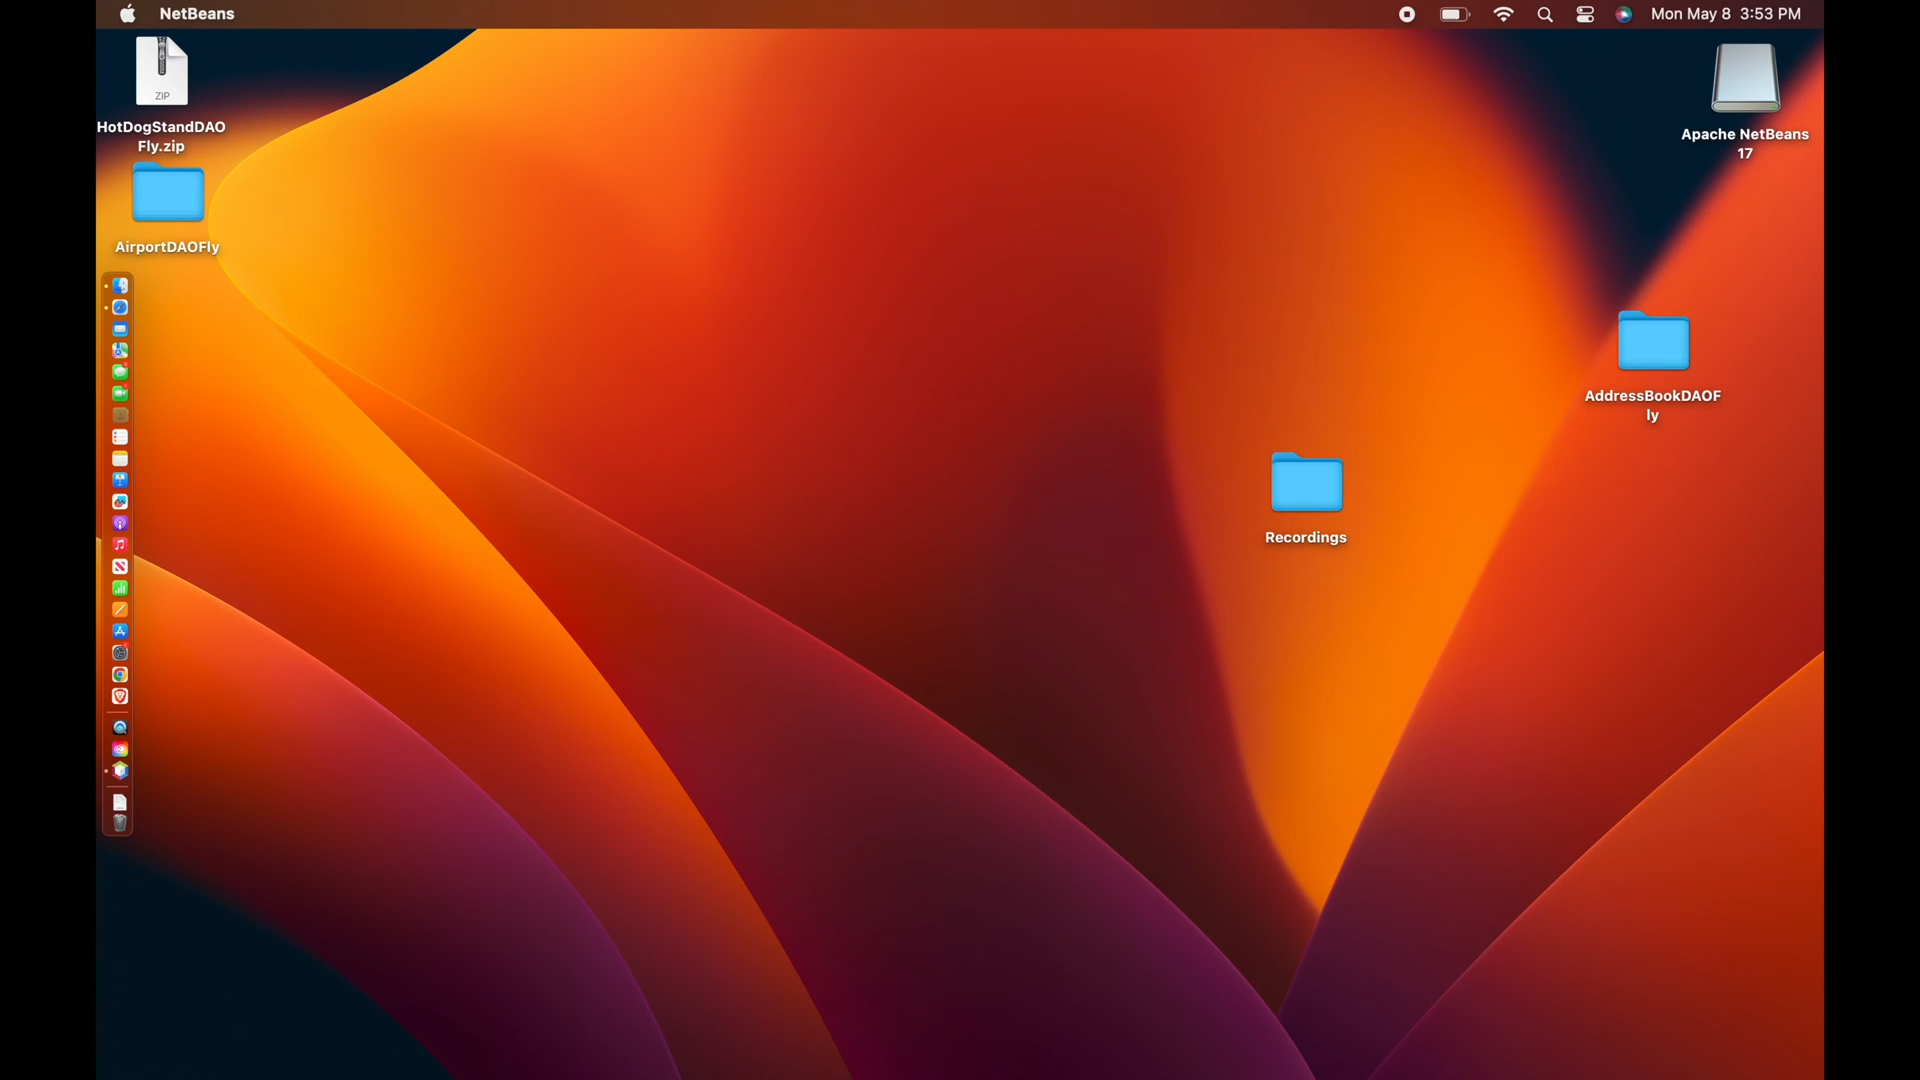 NetBeans
Mon May 8 3:53 PM
ZIP
HotDogStandDAO
Fly.zip
AirportDAOFly
Apache NetBeans
17
AddressBookDAOF
ly
Recordings